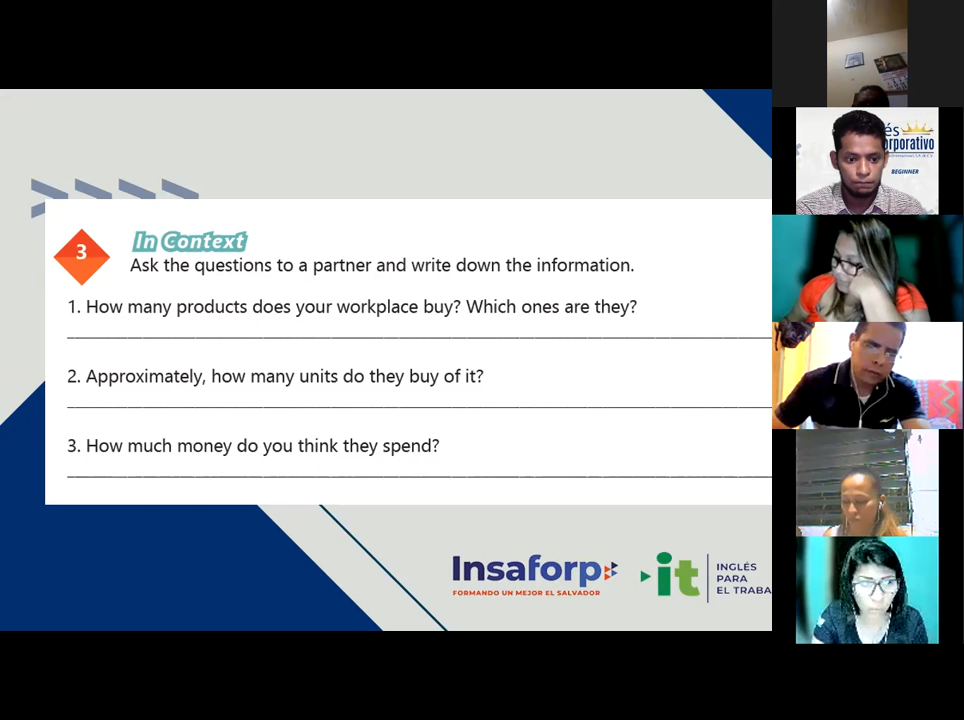 3
In Context
Ask the questions to a partner and write down the information.
1. How many products does your workplace buy? Which ones are they?
2. Approximately, how many units do they buy of it?
3. How much money do you think they spend?
Insaforp
FORMANDO UN MEJOR EL SALVADOR
it
INGLÉS
PARA
EL TRABA
és
orporativo
BEGINNER